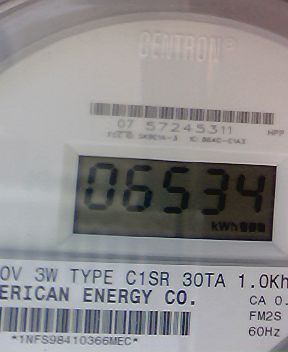 CENTRON®
07 57245311
HPP
06534
kWh
0V 3W TYPE C1SR 30TA 1.0Kh
ERICAN ENERGY CO.
CA 0.
FM2S
60Hz
*1NFS98410366MEC*